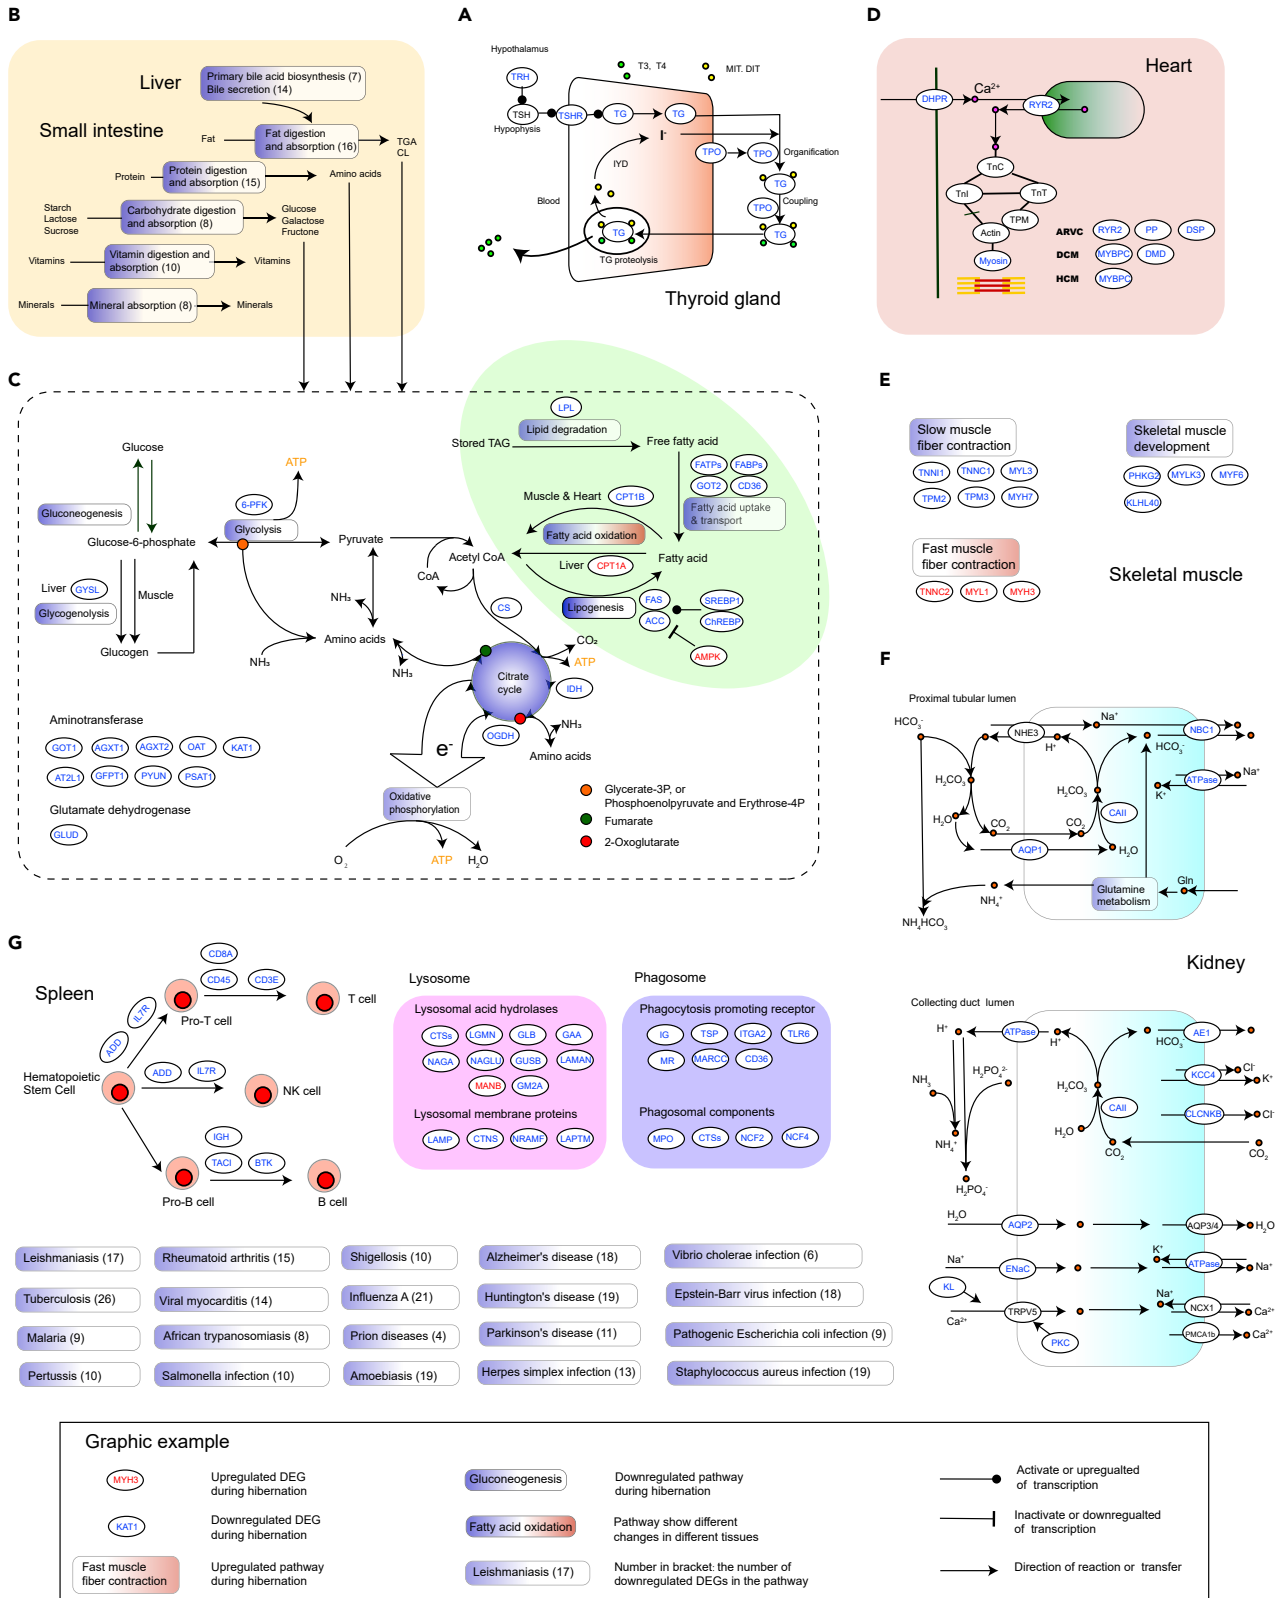 B
A
D
Liver
Primary bile acid biosynthesis (7)
Bile secretion (14)
Small intestine
Fat
Fat digestion
and absorption (16)
TGA
CL
Protein
Protein digestion
and absorption (15)
Amino acids
Starch
Lactose
Sucrose
Carbohydrate digestion
and absorption (8)
Glucose
Galactose
Fructone
Vitamins
Vitamin digestion and
absorption (10)
Vitamins
Minerals
Mineral absorption (8)
Minerals
Hypothalamus
TRH
TSH
Hypophysis
TSHR
TG
TG
T3, T4
MIT. DIT
I-
TPO
TPO
Organification
IYD
TG
Coupling
TPO
TG
Blood
TG
TG proteolysis
Thyroid gland
Heart
DHPR
Ca2+
RYR2
TnC
TnI
TnT
TPM
Actin
Myosin
ARVC
RYR2
PP
DSP
DCM
MYBPC
DMD
HCM
MYBPC
C
Glucose
ATP
Gluconeogenesis
6-PFK
Glycolysis
Glucose-6-phosphate
Pyruvate
Liver
GYSL
Muscle
Glycogenolysis
Glucogen
NH₃
NH₃
Amino acids
NH₃
CoA
Acetyl CoA
CS
LPL
Lipid degradation
Stored TAG
Free fatty acid
FATPs
FABPs
GOT2
CD36
Fatty acid uptake
& transport
Muscle & Heart
CPT1B
Fatty acid oxidation
Liver
CPT1A
Fatty acid
Lipogenesis
FAS
ACC
SREBP1
ChREBP
AMPK
CO₂
ATP
Citrate
cycle
IDH
OGDH
NH₃
Amino acids
e-
Oxidative
phosphorylation
O₂
ATP
H₂O
Aminotransferase
GOT1
AGXT1
AGXT2
OAT
KAT1
AT2L1
GFPT1
PYUN
PSAT1
Glutamate dehydrogenase
GLUD
Glycerate-3P, or
Phosphoenolpyruvate and Erythrose-4P
Fumarate
2-Oxoglutarate
E
Slow muscle
fiber contraction
TNNI1
TNNC1
MYL3
TPM2
TPM3
MYH7
Skeletal muscle
development
PHKG2
MYLK3
MYF6
KLHL40
Fast muscle
fiber contraction
TNNC2
MYL1
MYH3
Skeletal muscle
F
Proximal tubular lumen
HCO₃-
NHE3
Na+
H+
NBC1
HCO₃-
H₂CO₃
H₂CO₃
ATPase
Na+
K+
H₂O
CO₂
CO₂
CAII
AQP1
H₂O
NH₄+
Glutamine
metabolism
Gln
NH₄HCO₃
Kidney
Collecting duct lumen
H+
ATPase
H+
HCO₃-
AE1
NH₃
H₂PO₄2-
H₂CO₃
KCC4
Cl-
K+
CAII
CLCNKB
Cl-
H₂O
NH₄+
CO₂
CO₂
H₂PO₄-
H₂O
AQP2
AQP3/4
H₂O
Na+
ENaC
K+
ATPase
Na+
KL
Ca2+
TRPV5
PKC
Na+
NCX1
Ca2+
PMCA1b
Ca2+
G
Spleen
CD8A
CD45
CD3E
T cell
IL7R
ADD
Pro-T cell
Hematopoietic
Stem Cell
ADD
IL7R
NK cell
IGH
TACI
BTK
Pro-B cell
B cell
Lysosome
Lysosomal acid hydrolases
CTSs
LGMN
GLB
GAA
NAGA
NAGLU
GUSB
LAMAN
MANB
GM2A
Lysosomal membrane proteins
LAMP
CTNS
NRAMF
LAPTM
Phagosome
Phagocytosis promoting receptor
IG
TSP
ITGA2
TLR6
MR
MARCC
CD36
Phagosomal components
MPO
CTSs
NCF2
NCF4
Leishmaniasis (17)
Rheumatoid arthritis (15)
Shigellosis (10)
Alzheimer's disease (18)
Vibrio cholerae infection (6)
Tuberculosis (26)
Viral myocarditis (14)
Influenza A (21)
Huntington's disease (19)
Epstein-Barr virus infection (18)
Malaria (9)
African trypanosomiasis (8)
Prion diseases (4)
Parkinson's disease (11)
Pathogenic Escherichia coli infection (9)
Pertussis (10)
Salmonella infection (10)
Amoebiasis (19)
Herpes simplex infection (13)
Staphylococcus aureus infection (19)
Graphic example
MYH3
Upregulated DEG
during hibernation
Gluconeogenesis
Downregulated pathway
during hibernation
Activate or upregualted
of transcription
KAT1
Downregulated DEG
during hibernation
Fatty acid oxidation
Pathway show different
changes in different tissues
Inactivate or downregualted
of transcription
Fast muscle
fiber contraction
Upregulated pathway
during hibernation
Leishmaniasis (17)
Number in bracket: the number of
downregulated DEGs in the pathway
Direction of reaction or transfer